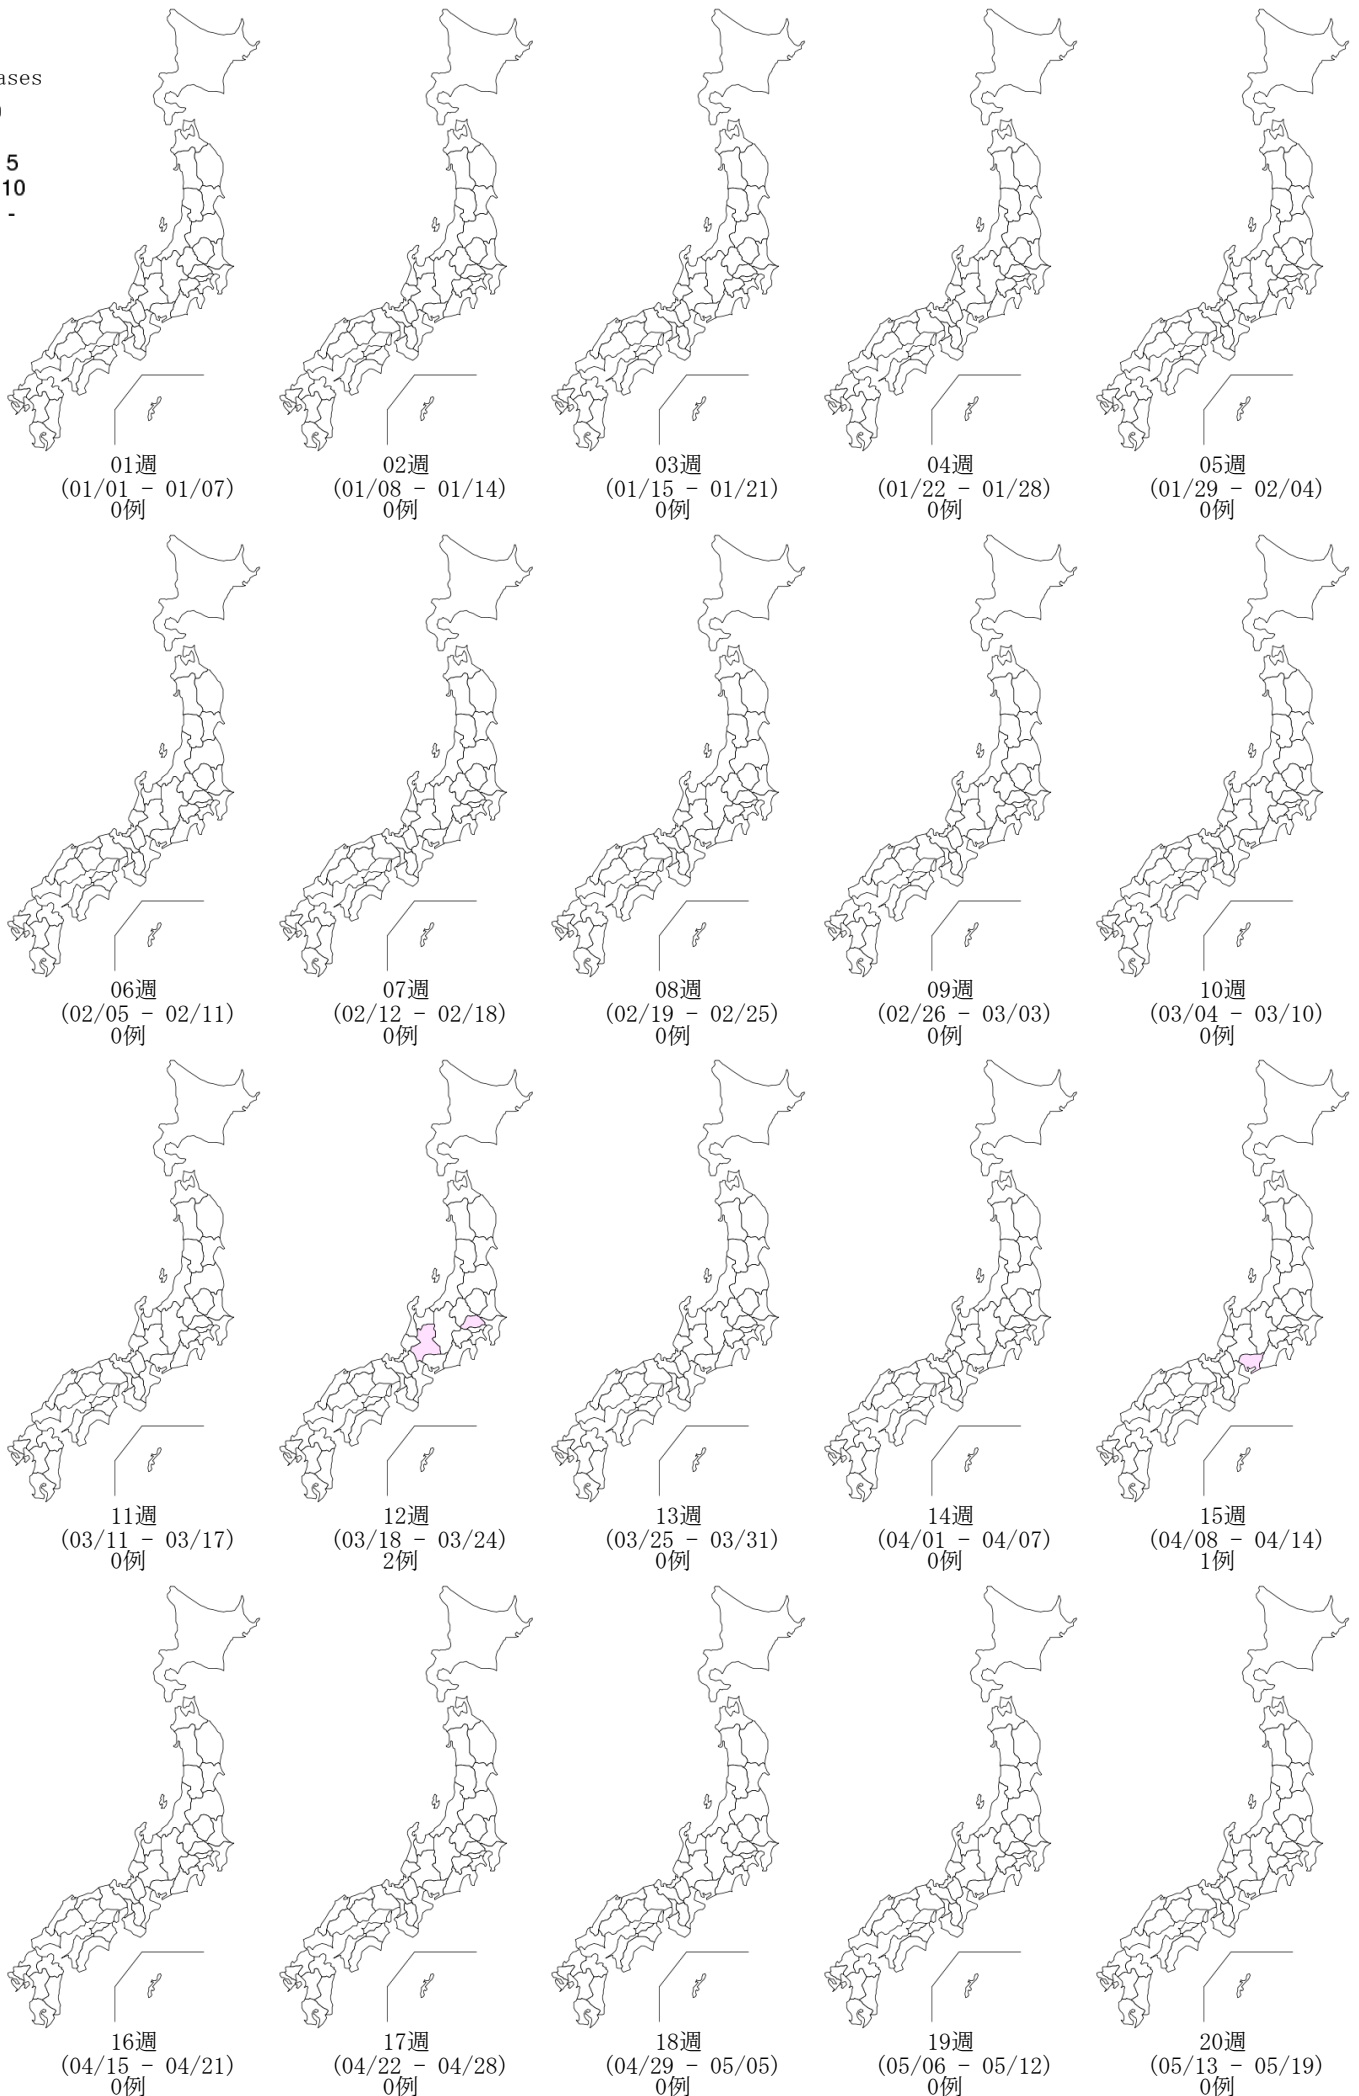 ases
5
10
-
01週
(01/01 - 01/07)
0例
02週
(01/08 - 01/14)
0例
03週
(01/15 - 01/21)
0例
04週
(01/22 - 01/28)
0例
05週
(01/29 - 02/04)
0例
06週
(02/05 - 02/11)
0例
07週
(02/12 - 02/18)
0例
08週
(02/19 - 02/25)
0例
09週
(02/26 - 03/03)
0例
10週
(03/04 - 03/10)
0例
11週
(03/11 - 03/17)
0例
12週
(03/18 - 03/24)
2例
13週
(03/25 - 03/31)
0例
14週
(04/01 - 04/07)
0例
15週
(04/08 - 04/14)
1例
16週
(04/15 - 04/21)
0例
17週
(04/22 - 04/28)
0例
18週
(04/29 - 05/05)
0例
19週
(05/06 - 05/12)
0例
20週
(05/13 - 05/19)
0例